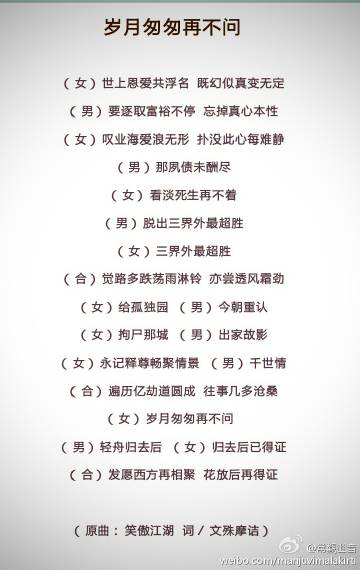 岁月匆匆再不问
（女）世上恩爱共浮名 既幻似真变无定
（男）要逐取富裕不停 忘掉真心本性
（女）叹业海爱浪无形 扑没此心每难静
（男）那夙债未酬尽
（女）看淡死生再不着
（男）脱出三界外最超胜
（女）三界外最超胜
（合）觉路多跌荡雨淋铃 亦尝透风霜劲
（女）给孤独园 （男）今朝重认
（女）拘尸那城 （男）出家故影
（女）永记释尊畅聚情景 （男）千世情
（合）遍历亿劫道圆成 往事几多沧桑
（女）岁月匆匆再不问
（男）轻舟归去后 （女）归去后已得证
（合）发愿西方再相聚 花放后再得证
（原曲：笑傲江湖 词/文殊摩诘）
weibo.com/manjuvimalakirti